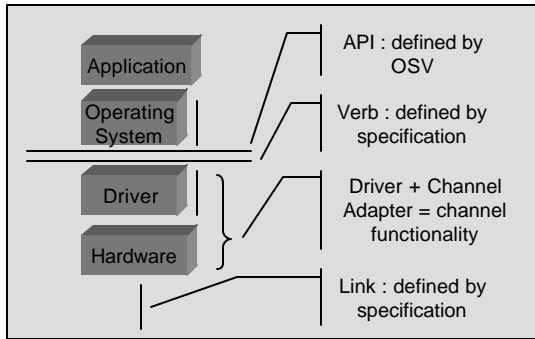 Application
Operating
System
Driver
Hardware
API : defined by
OSV
Verb : defined by
specification
Driver + Channel
Adapter = channel
functionality
Link : defined by
specification